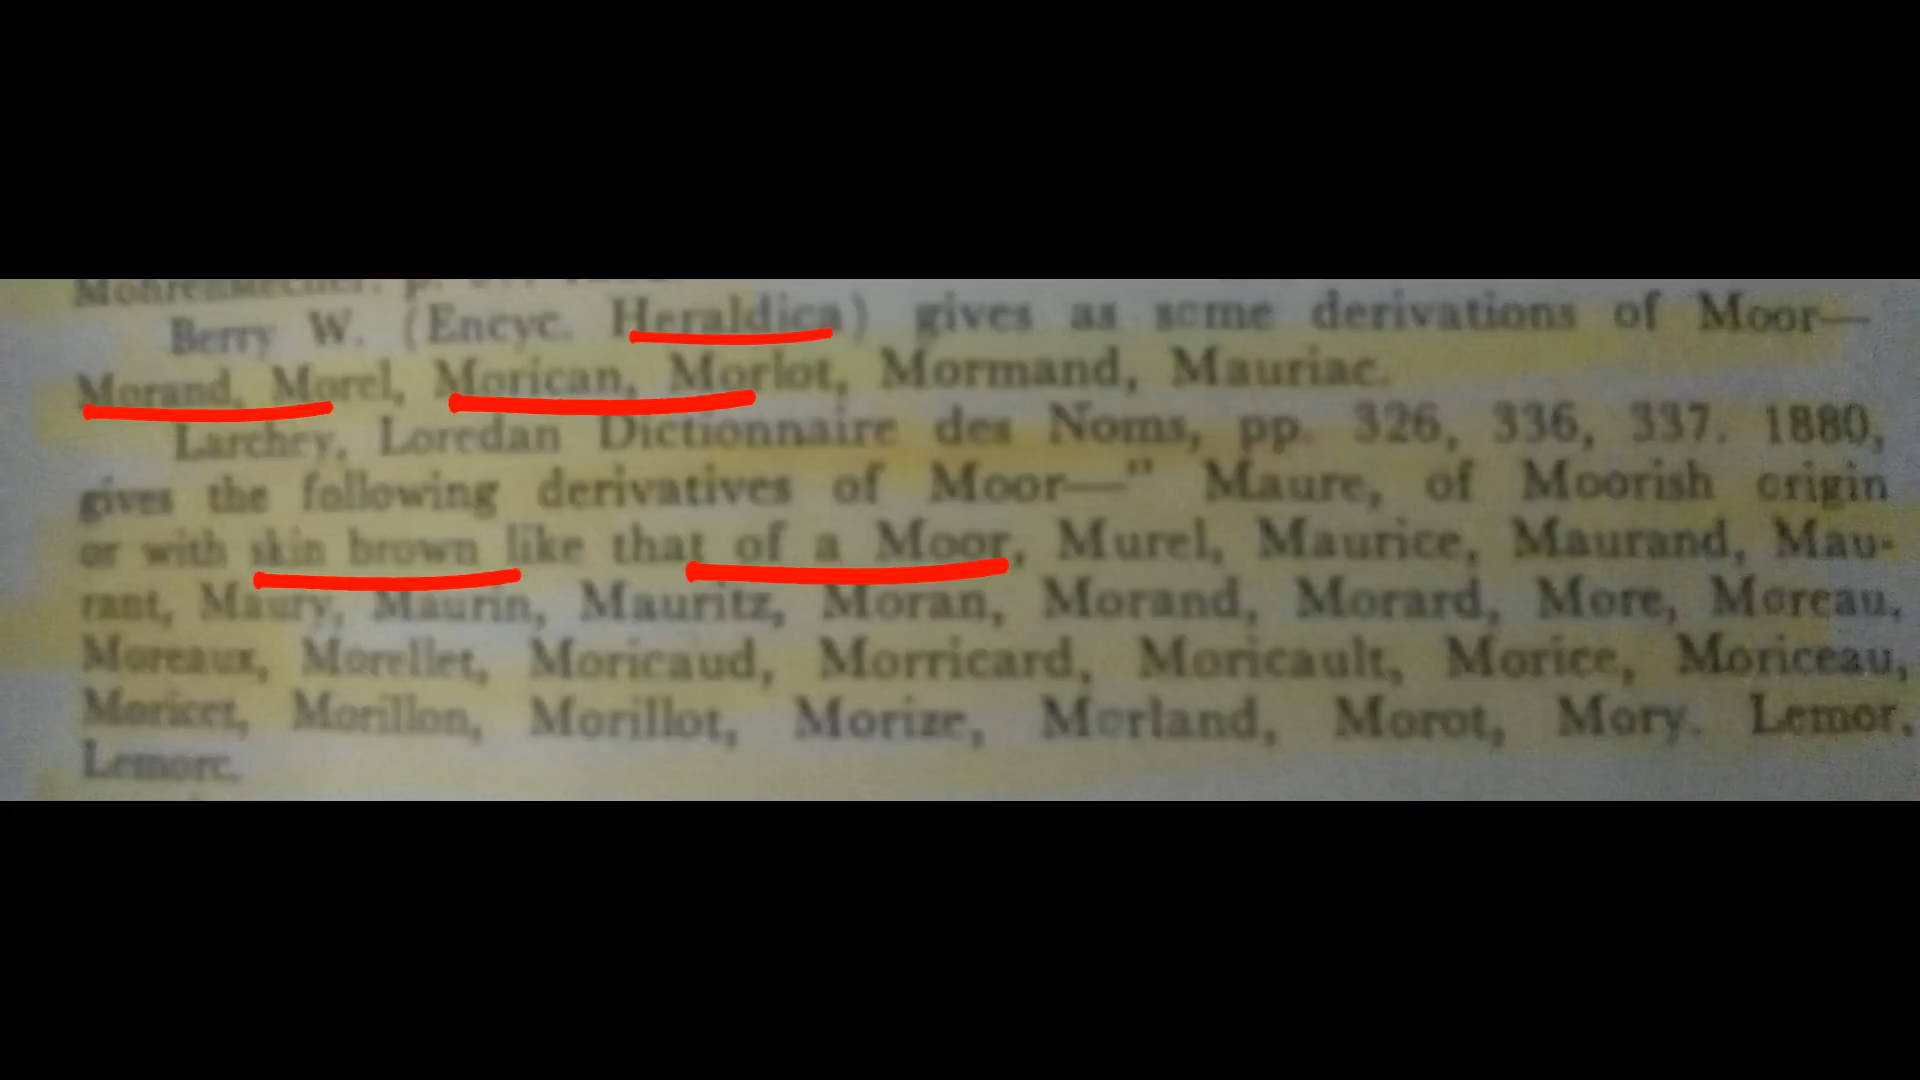 Berry W. (Encyc. Heraldica) gives as some derivations of Moor—
Morand, Morel, Morican, Morlot, Mormand, Mauriac.
Larchey, Loredan Dictionnaire des Noms, pp. 326, 336, 337. 1880,
gives the following derivatives of Moor—" Maure, of Moorish origin
or with skin brown like that of a Moor, Murel, Maurice, Maurand, Mau-
rant, Maury, Maurin, Mauritz, Moran, Morand, Morard, More, Moreau,
Moreaux, Morellet, Moricaud, Morricard, Moricault, Morice, Moriceau,
Moricet, Morillon, Morillot, Morize, Morland, Morot, Mory. Lemor,
Lemore.